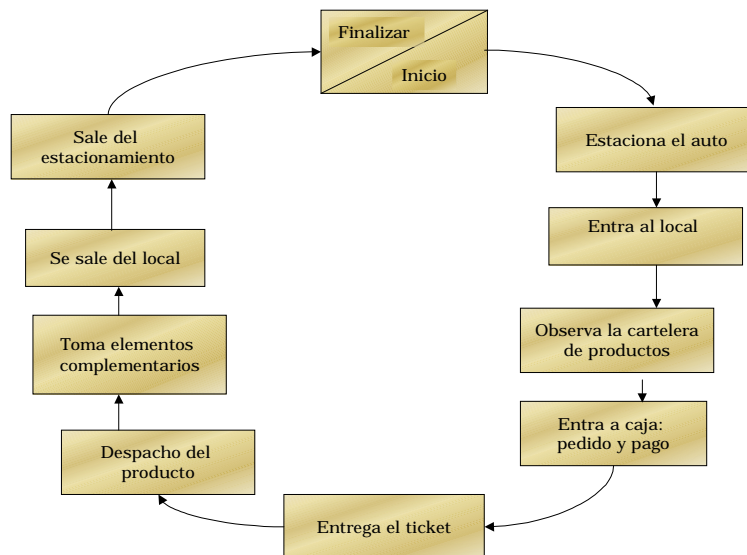 Finalizar
Inicio
Estaciona el auto
Entra al local
Observa la cartelera
de productos
Entra a caja:
pedido y pago
Entrega el ticket
Despacho del
producto
Toma elementos
complementarios
Se sale del local
Sale del
estacionamiento